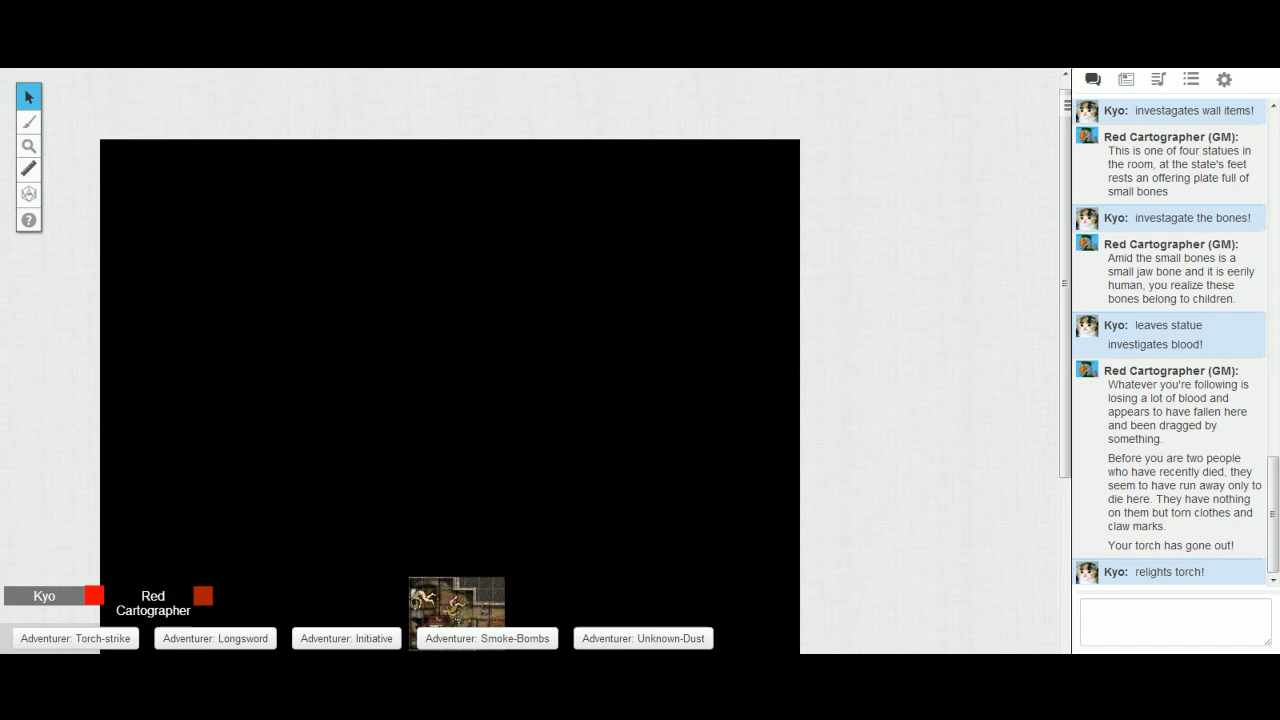 Kyo: investagates wall items!
Red Cartographer (GM):
This is one of four statues in
the room, at the state's feet
rests an offering plate full of
small bones
Kyo: investagate the bones!
Red Cartographer (GM):
Amid the small bones is a
small jaw bone and it is eerily
human, you realize these
bones belong to children.
Kyo: leaves statue
investigates blood!
Red Cartographer (GM):
Whatever you're following is
losing a lot of blood and
appears to have fallen here
and been dragged by
something.
Before you are two people
who have recently died, they
seem to have run away only to
die here. They have nothing
on them but torn clothes and
claw marks.
Your torch has gone out!
Kyo: relights torch!
Kyo
Red
Cartographer
Adventurer: Torch-strike
Adventurer: Longsword
Adventurer: Initiative
Adventurer: Smoke-Bombs
Adventurer: Unknown-Dust